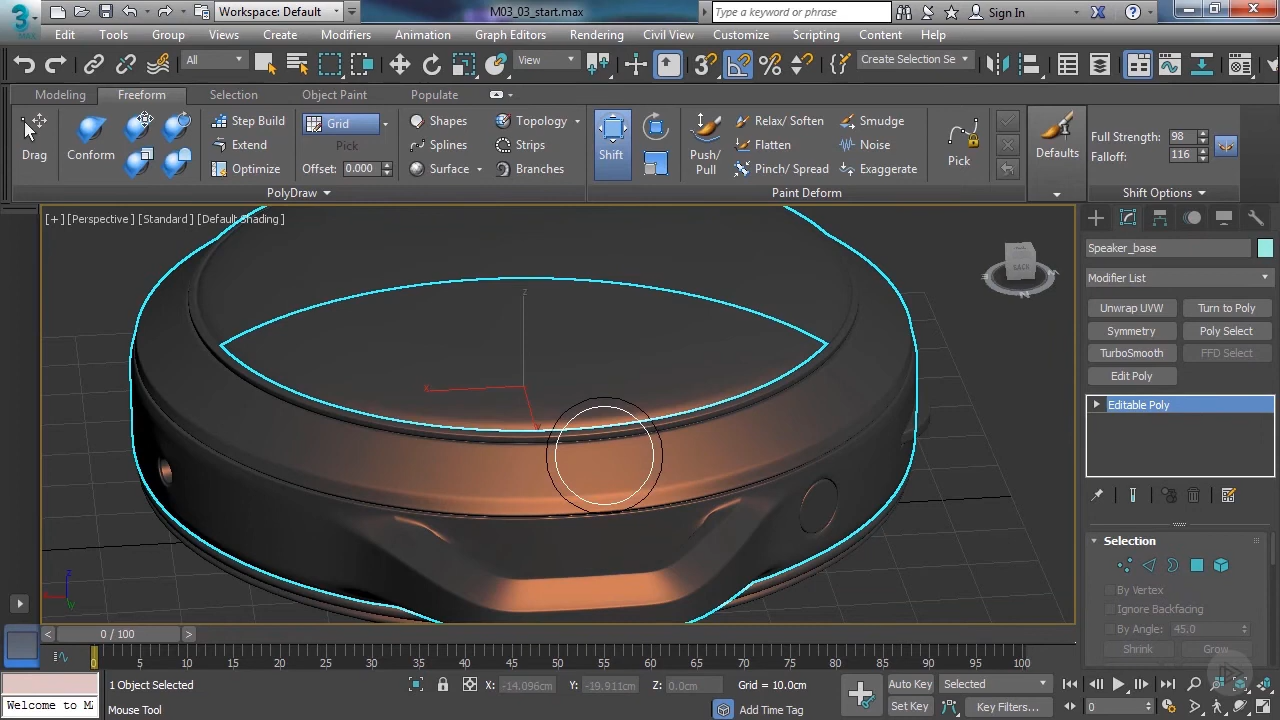 3
MAX
Workspace: Default
M03_03_start.max
Type a keyword or phrase
Sign In
Edit Tools Group Views Create Modifiers Animation Graph Editors Rendering Civil View Customize Scripting Content Help
All
View
3
Create Selection Se
Modeling Freeform Selection Object Paint Populate
Drag
Conform
Step Build
Extend
Optimize
Grid
Pick
Offset: 0.000
Shapes
Splines
Surface
Topology
Strips
Branches
PolyDraw
Shift
Push/
Pull
Relax/ Soften
Flatten
Pinch/ Spread
Smudge
Noise
Exaggerate
Pick
Paint Deform
Defaults
Full Strength: 98
Falloff: 116
Shift Options
[+] [Perspective ] [Standard ] [Default Shading ]
BACK
z
x
y
Speaker_base
Modifier List
Unwrap UVW Turn to Poly
Symmetry Poly Select
TurboSmooth FFD Select
Edit Poly
Editable Poly
Selection
By Vertex
Ignore Backfacing
By Angle: 45.0
Shrink Grow
0 / 100
0 5 10 15 20 25 30 35 40 45 50 55 60 65 70 75 80 85 90 95 100
1 Object Selected
X: -14.096cm Y: -19.911cm Z: 0.0cm Grid = 10.0cm
Auto Key Selected
Welcome to M
Mouse Tool
Add Time Tag
Set Key Key Filters...
0